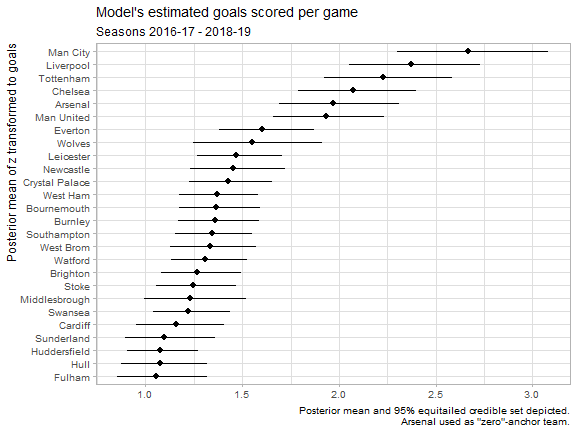 Model's estimated goals scored per game
Seasons 2016-17 - 2018-19
Posterior mean of z transformed to goals
Man City
Liverpool
Tottenham
Chelsea
Arsenal
Man United
Everton
Wolves
Leicester
Newcastle
Crystal Palace
West Ham
Bournemouth
Burnley
Southampton
West Brom
Watford
Brighton
Stoke
Middlesbrough
Swansea
Cardiff
Sunderland
Huddersfield
Hull
Fulham
1.0 1.5 2.0 2.5 3.0
Posterior mean and 95% equitailed credible set depicted.
Arsenal used as "zero"-anchor team.